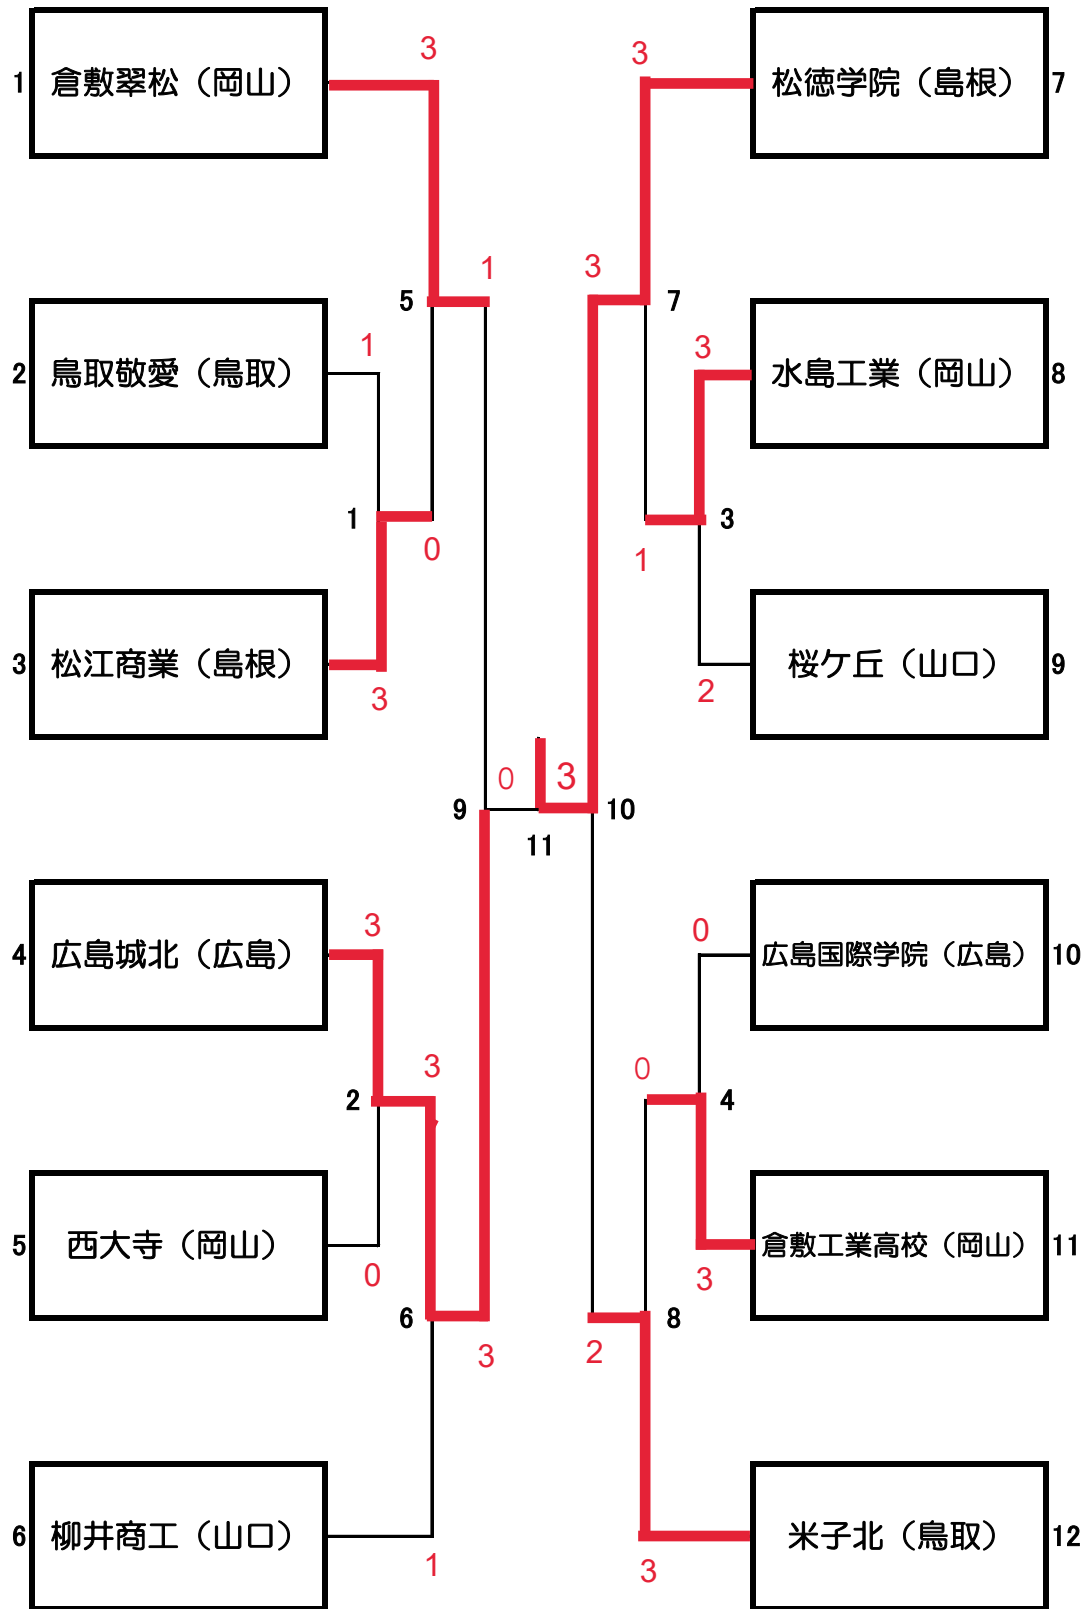 3
3
1 倉敷翠松（岡山）
松徳学院（島根） 7
1
3
5
7
1
3
2 鳥取敬愛（鳥取）
水島工業（岡山） 8
1
3
0
1
3 松江商業（島根）
桜ケ丘（山口） 9
3
2
0
3
9
10
11
3
0
4 広島城北（広島）
広島国際学院（広島） 10
3
0
2
4
5 西大寺（岡山）
倉敷工業高校（岡山） 11
0
3
6
8
3
2
6 柳井商工（山口）
米子北（鳥取） 12
1
3